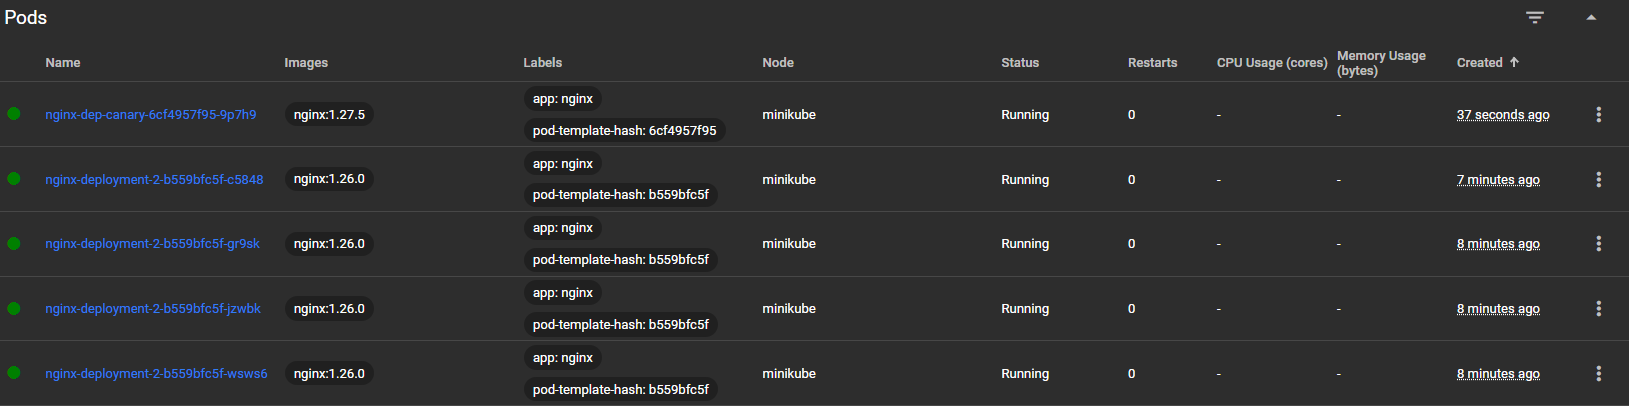 Pods
Name Images Labels Node Status Restarts CPU Usage (cores) Memory Usage (bytes) Created
nginx-dep-canary-6cf4957f95-9p7h9 nginx:1.27.5 app: nginx pod-template-hash: 6cf4957f95 minikube Running 0 - - 37 seconds ago
nginx-deployment-2-b559bfc5f-c5848 nginx:1.26.0 app: nginx pod-template-hash: b559bfc5f minikube Running 0 - - 7 minutes ago
nginx-deployment-2-b559bfc5f-gr9sk nginx:1.26.0 app: nginx pod-template-hash: b559bfc5f minikube Running 0 - - 8 minutes ago
nginx-deployment-2-b559bfc5f-jzwbk nginx:1.26.0 app: nginx pod-template-hash: b559bfc5f minikube Running 0 - - 8 minutes ago
nginx-deployment-2-b559bfc5f-wsws6 nginx:1.26.0 app: nginx pod-template-hash: b559bfc5f minikube Running 0 - - 8 minutes ago